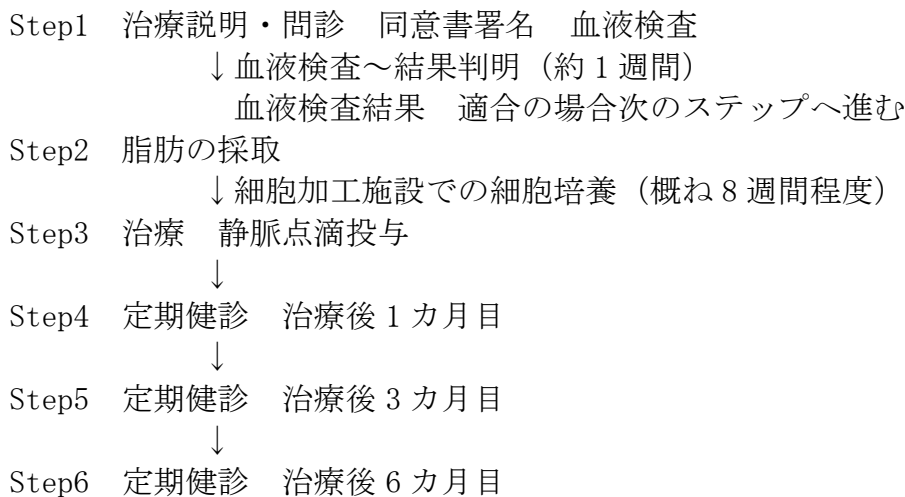 Step1　治療説明・問診　同意書署名　血液検査
↓血液検査～結果判明（約１週間）
血液検査結果　適合の場合次のステップへ進む
Step2　脂肪の採取
↓細胞加工施設での細胞培養（概ね８週間程度）
Step3　治療　静脈点滴投与
↓
Step4　定期健診　治療後１カ月目
↓
Step5　定期健診　治療後３カ月目
↓
Step6　定期健診　治療後６カ月目